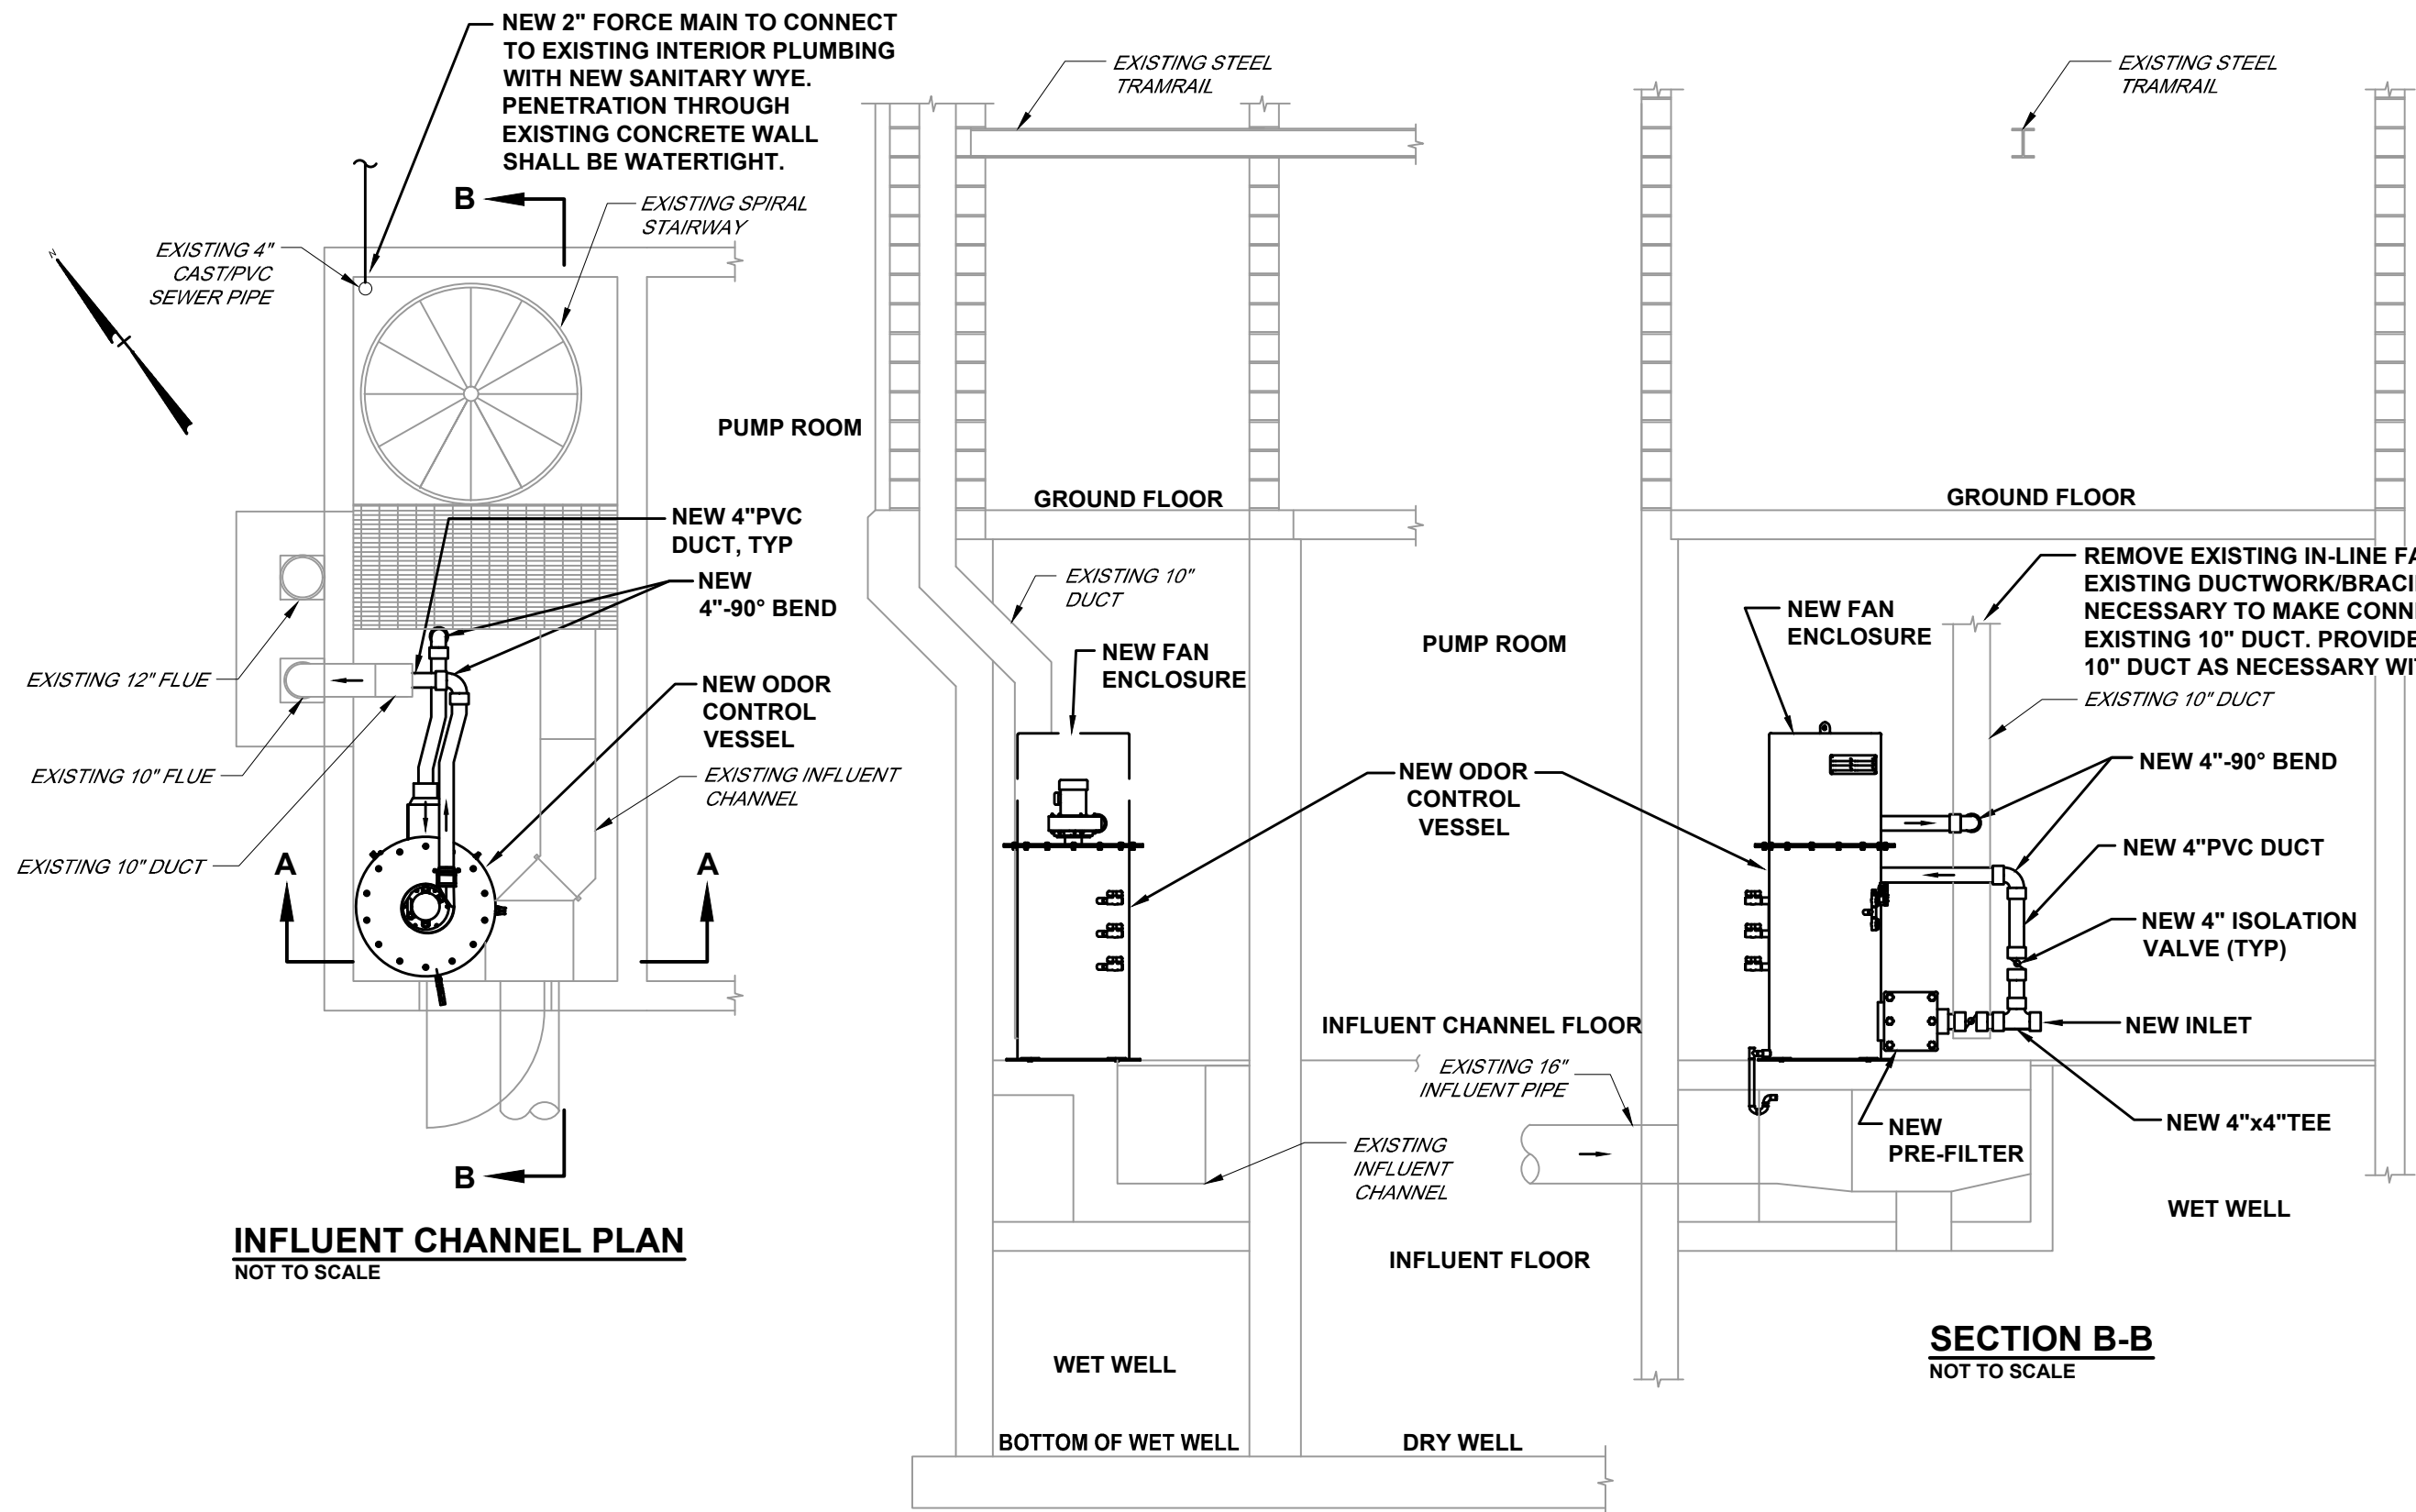 NEW 2" FORCE MAIN TO CONNECT
TO EXISTING INTERIOR PLUMBING
WITH NEW SANITARY WYE.
PENETRATION THROUGH
EXISTING CONCRETE WALL
SHALL BE WATERTIGHT.
B
EXISTING SPIRAL
STAIRWAY
N
EXISTING 4"
CAST/PVC
SEWER PIPE
PUMP ROOM
NEW 4"PVC
DUCT, TYP
NEW
4"-90° BEND
EXISTING 12" FLUE
NEW ODOR
CONTROL
VESSEL
EXISTING 10" FLUE
EXISTING INFLUENT
CHANNEL
EXISTING 10" DUCT
A
A
B
INFLUENT CHANNEL PLAN
NOT TO SCALE
EXISTING STEEL
TRAMRAIL
GROUND FLOOR
EXISTING 10"
DUCT
NEW FAN
ENCLOSURE
PUMP ROOM
NEW ODOR
CONTROL
VESSEL
INFLUENT CHANNEL FLOOR
EXISTING 16"
INFLUENT PIPE
EXISTING
INFLUENT
CHANNEL
INFLUENT FLOOR
WET WELL
BOTTOM OF WET WELL
DRY WELL
EXISTING STEEL
TRAMRAIL
GROUND FLOOR
REMOVE EXISTING IN-LINE FA
EXISTING DUCTWORK/BRACI
NECESSARY TO MAKE CONN
EXISTING 10" DUCT. PROVIDE
10" DUCT AS NECESSARY WI
NEW FAN
ENCLOSURE
EXISTING 10" DUCT
NEW 4"-90° BEND
NEW 4"PVC DUCT
NEW 4" ISOLATION
VALVE (TYP)
NEW INLET
NEW 4"x4"TEE
NEW
PRE-FILTER
WET WELL
SECTION B-B
NOT TO SCALE